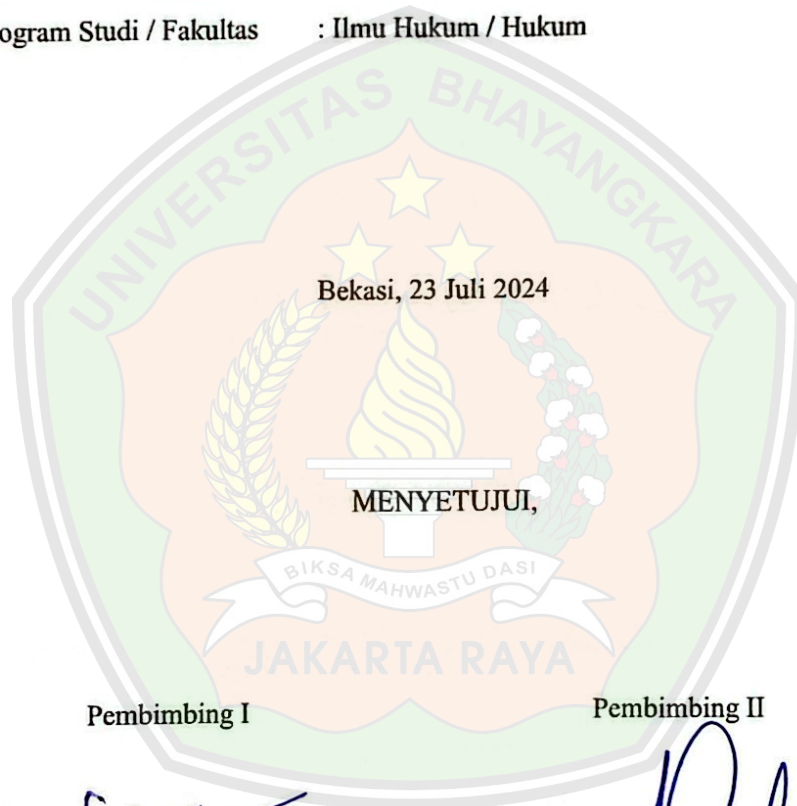 ogram Studi / Fakultas : Ilmu Hukum / Hukum
UNIVERSITAS BHAYANGKARA
Bekasi, 23 Juli 2024
MENYETUJUI,
BIKSA MAHWASTU DASI
JAKARTA RAYA
Pembimbing I Pembimbing II